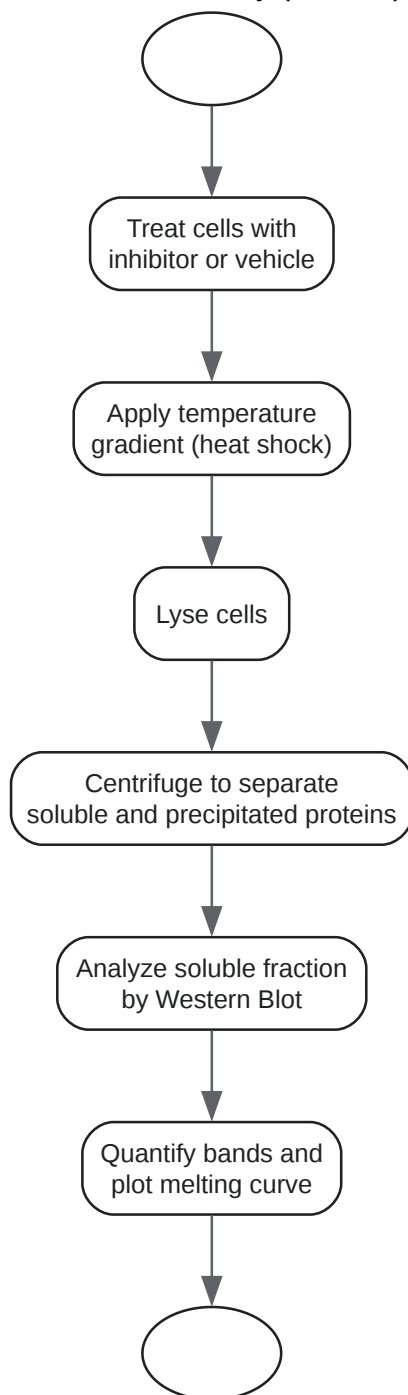 Treat cells with
inhibitor or vehicle
Apply temperature
gradient (heat shock)
Lyse cells
Centrifuge to separate
soluble and precipitated proteins
Analyze soluble fraction
by Western Blot
Quantify bands and
plot melting curve